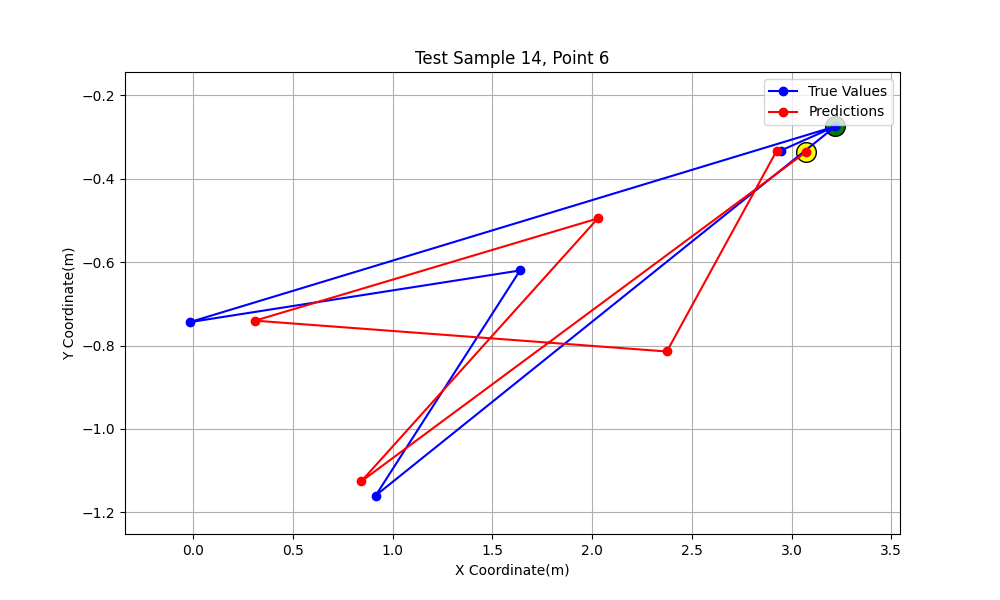 Test Sample 14, Point 6
True Values
Predictions
−0.2
−0.4
−0.6
−0.8
−1.0
−1.2
Y Coordinate(m)
0.0 0.5 1.0 1.5 2.0 2.5 3.0 3.5
X Coordinate(m)